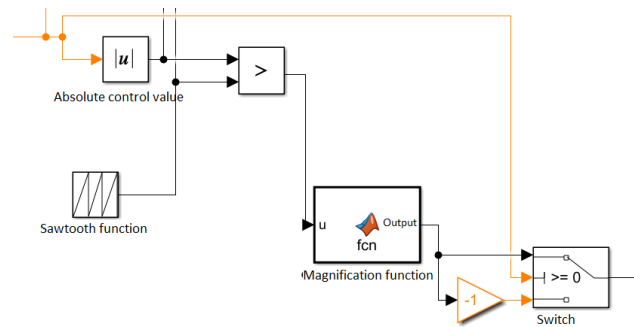 |u|
Absolute control value
>
Sawtooth function
u
Output
fcn
Magnification function
-1
>= 0
Switch